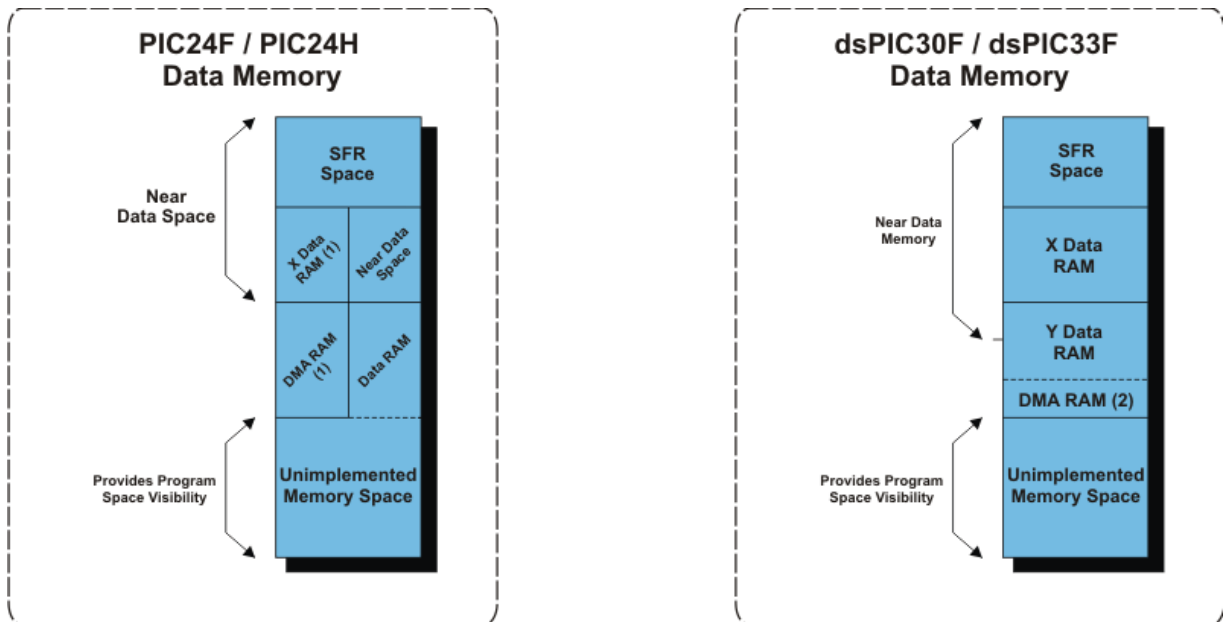 PIC24F / PIC24H
Data Memory
SFR
Space
Near
Data Space
X Data
RAM (1)
Near Data
Space
DMA RAM
(1)
Data RAM
Provides Program
Space Visibility
Unimplemented
Memory Space
dsPIC30F / dsPIC33F
Data Memory
SFR
Space
Near Data
Memory
X Data
RAM
Y Data
RAM
DMA RAM (2)
Provides Program
Space Visibility
Unimplemented
Memory Space